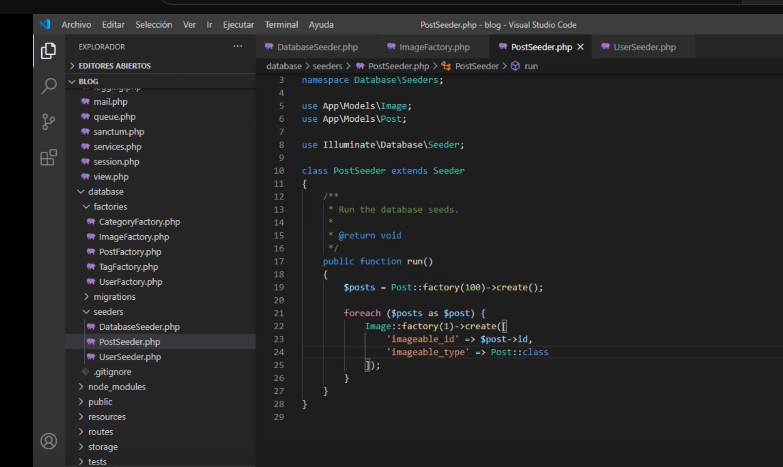 Archivo Editar Selección Ver Ir Ejecutar Terminal Ayuda PostSeeder.php - blog - Visual Studio Code
EXPLORADOR ···
EDITORES ABIERTOS
BLOG
logging.php
mail.php
queue.php
sanctum.php
services.php
session.php
view.php
database
factories
CategoryFactory.php
ImageFactory.php
PostFactory.php
TagFactory.php
UserFactory.php
migrations
seeders
DatabaseSeeder.php
PostSeeder.php
UserSeeder.php
.gitignore
node_modules
public
resources
routes
storage
tests
DatabaseSeeder.php ImageFactory.php PostSeeder.php UserSeeder.php
database > seeders > PostSeeder.php > PostSeeder > run
3 namespace Database\Seeders;
4
5 use App\Models\Image;
6 use App\Models\Post;
7
8 use Illuminate\Database\Seeder;
9
10 class PostSeeder extends Seeder
11 {
12 /**
13 * Run the database seeds.
14 *
15 * @return void
16 */
17 public function run()
18 {
19 $posts = Post::factory(100)->create();
20
21 foreach ($posts as $post) {
22 Image::factory(1)->create([
23 'imageable_id' => $post->id,
24 'imageable_type' => Post::class
25 ]);
26 }
27 }
28 }
29